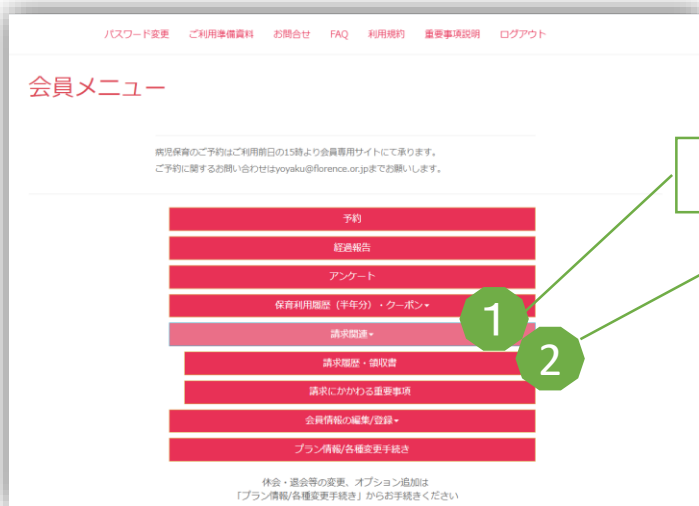 パスワード変更 ご利用準備資料 お問合せ FAQ 利用規約 重要事項説明 ログアウト
会員メニュー
病児保育のご予約はご利用前日の15時より会員専用サイトにて承ります。
ご予約に関するお問い合わせはyoyaku@florence.or.jpまでお願いします。
予約
経過報告
アンケート
保育利用履歴（半年分）・クーポン▾
1
請求関連▾
2
請求履歴・領収書
請求にかかわる重要事項
会員情報の編集/登録▾
プラン情報/各種変更手続き
休会・退会等の変更、オプション追加は
「プラン情報/各種変更手続き」からお手続きください